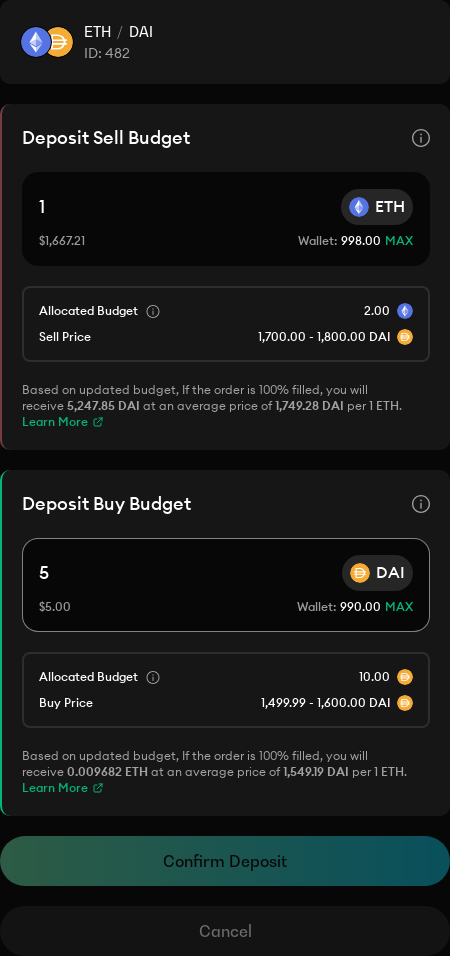 ETH / DAI
ID: 482
Deposit Sell Budget
1
ETH
$1,667.21
Wallet: 998.00 MAX
Allocated Budget
2.00
Sell Price
1,700.00 - 1,800.00 DAI
Based on updated budget, If the order is 100% filled, you will
receive 5,247.85 DAI at an average price of 1,749.28 DAI per 1 ETH.
Learn More
Deposit Buy Budget
5
DAI
$5.00
Wallet: 990.00 MAX
Allocated Budget
10.00
Buy Price
1,499.99 - 1,600.00 DAI
Based on updated budget, If the order is 100% filled, you will
receive 0.009682 ETH at an average price of 1,549.19 DAI per 1 ETH.
Learn More
Confirm Deposit
Cancel